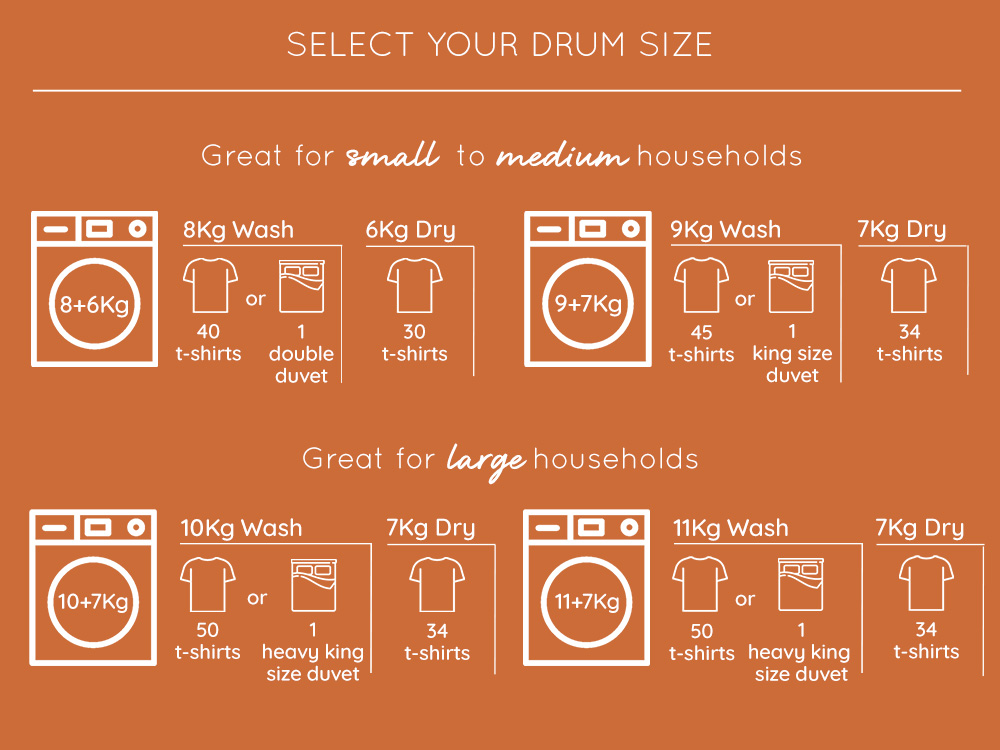 SELECT YOUR DRUM SIZE
Great for small to medium households
8+6Kg
8Kg Wash
40 t-shirts
or
1 double duvet
6Kg Dry
30 t-shirts
9+7Kg
9Kg Wash
45 t-shirts
or
1 king size duvet
7Kg Dry
34 t-shirts
Great for large households
10+7Kg
10Kg Wash
50 t-shirts
or
1 heavy king size duvet
7Kg Dry
34 t-shirts
11+7Kg
11Kg Wash
50 t-shirts
or
1 heavy king size duvet
7Kg Dry
34 t-shirts